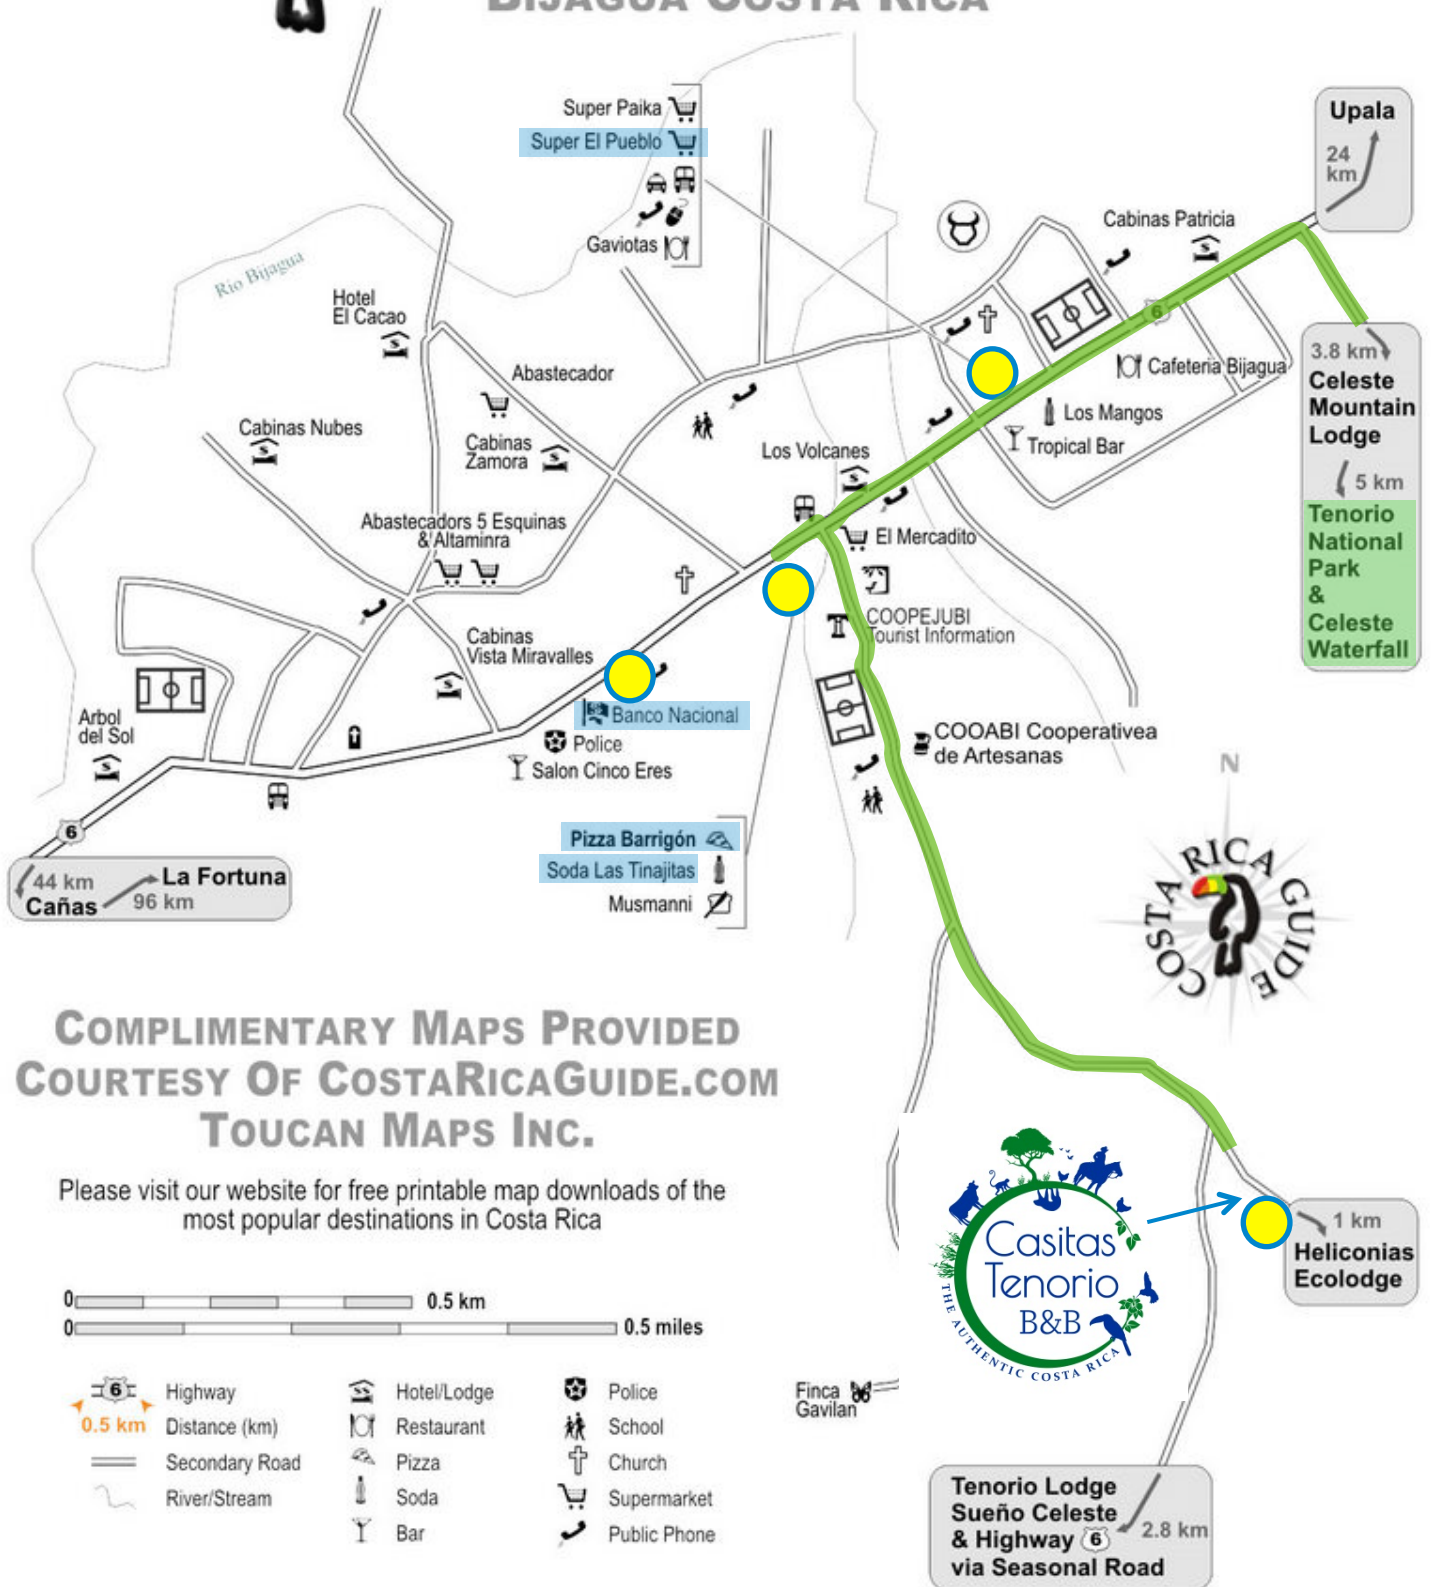 BIJAGUA COSTA RICA
Super Paika
Super El Pueblo
Gaviotas
Upala
24
km
Cabinas Patricia
Rio Bijagua
Hotel
El Cacao
6
Abastecador
3.8 km
Celeste
Mountain
Lodge
5 km
Tenorio
National
Park
&
Celeste
Waterfall
Cafeteria Bijagua
Los Mangos
Tropical Bar
Cabinas Nubes
Cabinas
Zamora
Los Volcanes
Abastecadors 5 Esquinas
& Altaminra
El Mercadito
COOPEJUBI
Tourist Information
Cabinas
Vista Miravalles
Banco Nacional
Police
Salon Cinco Eres
Arbol
del Sol
COOABI Cooperativea
de Artesanas
6
44 km
Cañas
La Fortuna
96 km
Pizza Barrigón
Soda Las Tinajitas
Musmanni
N
COSTA RICA GUIDE
COMPLIMENTARY MAPS PROVIDED
COURTESY OF COSTARICAGUIDE.COM
TOUCAN MAPS INC.
Please visit our website for free printable map downloads of the
most popular destinations in Costa Rica
0 0.5 km
0 0.5 miles
Casitas
Tenorio
B&B
THE AUTHENTIC COSTA RICA
1 km
Heliconias
Ecolodge
6 Highway
0.5 km Distance (km)
Secondary Road
River/Stream
Hotel/Lodge
Restaurant
Pizza
Soda
Bar
Police
School
Church
Supermarket
Public Phone
Finca
Gavilan
Tenorio Lodge
Sueño Celeste
& Highway 6
via Seasonal Road
2.8 km